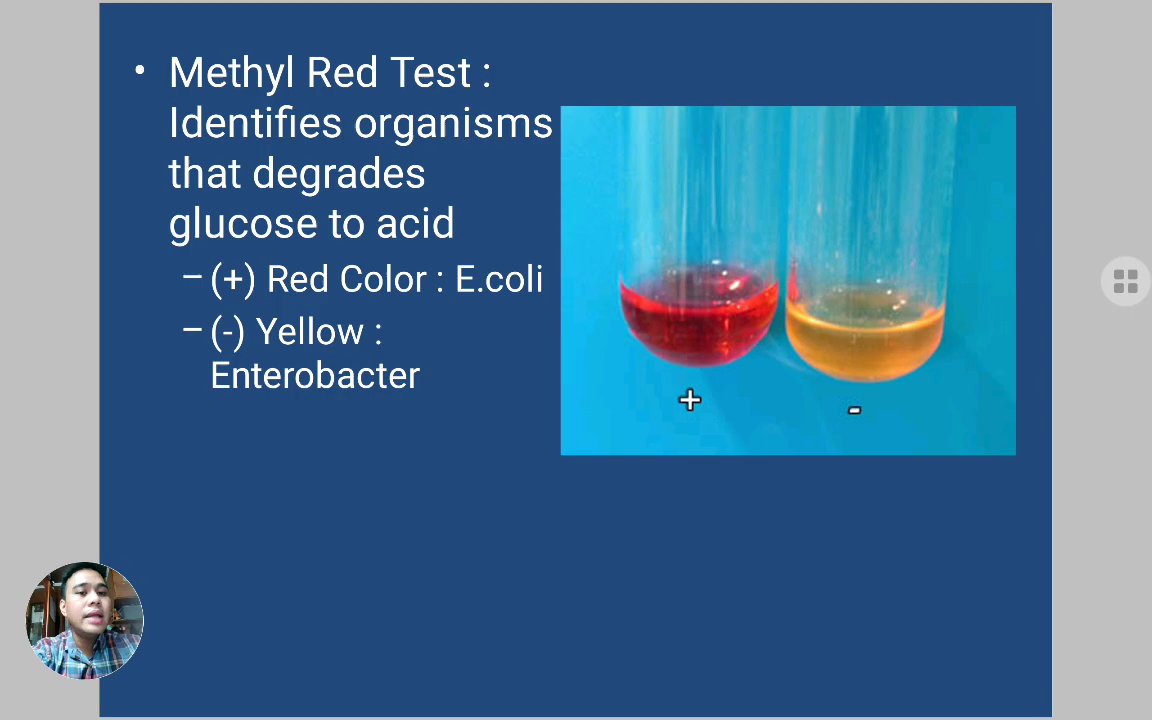 • Methyl Red Test :
Identifies organisms
that degrades
glucose to acid
– (+) Red Color : E.coli
– (-) Yellow :
Enterobacter
+
-